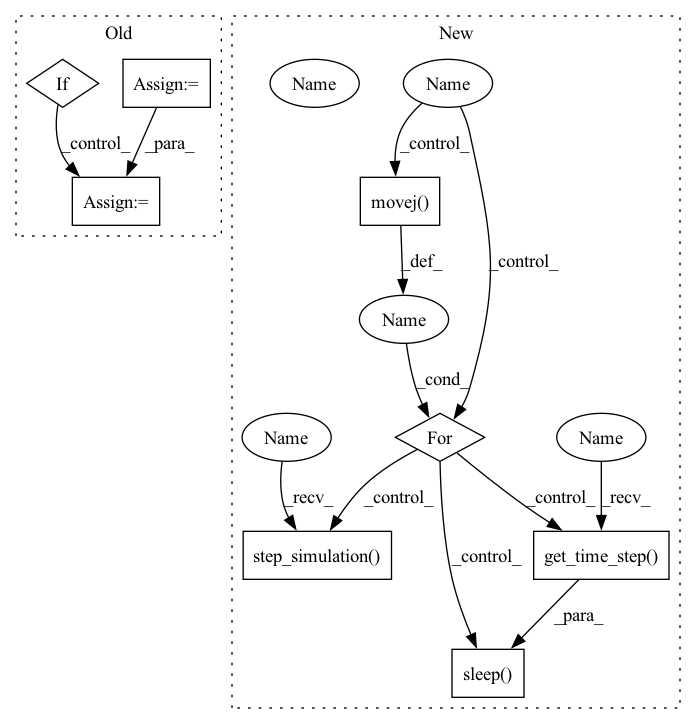 Old
New
If
Assign:=
Name
Name
_control_
_para_
_control_
Assign:=
movej()
_def_
_control_
Name
_cond_
Name
For
Name
_recv_
_control_
_control_
_recv_
step_simulation()
_control_
get_time_step()
_para_
sleep()